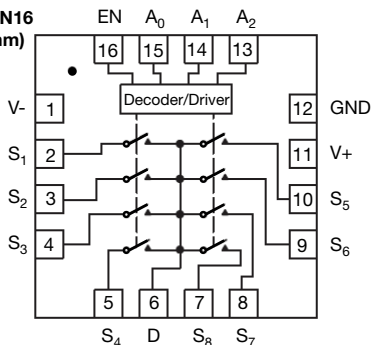 N16
m)
EN A₀ A₁ A₂
16 15 14 13
Decoder/Driver
V- 1
12 GND
S₁ 2
11 V+
S₂ 3
10 S₅
S₃ 4
9 S₆
5 6 7 8
S₄ D S₈ S₇